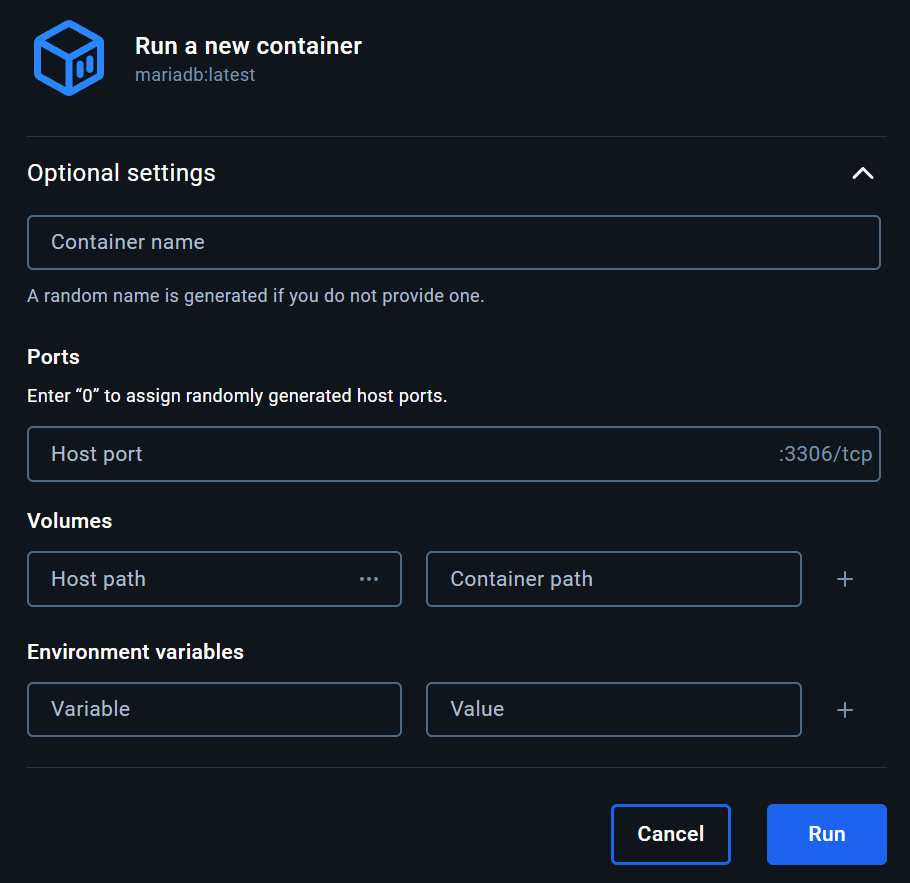 Run a new container
mariadb:latest
Optional settings
Container name
A random name is generated if you do not provide one.
Ports
Enter “0” to assign randomly generated host ports.
Host port :3306/tcp
Volumes
Host path ··· Container path +
Environment variables
Variable Value +
Cancel Run